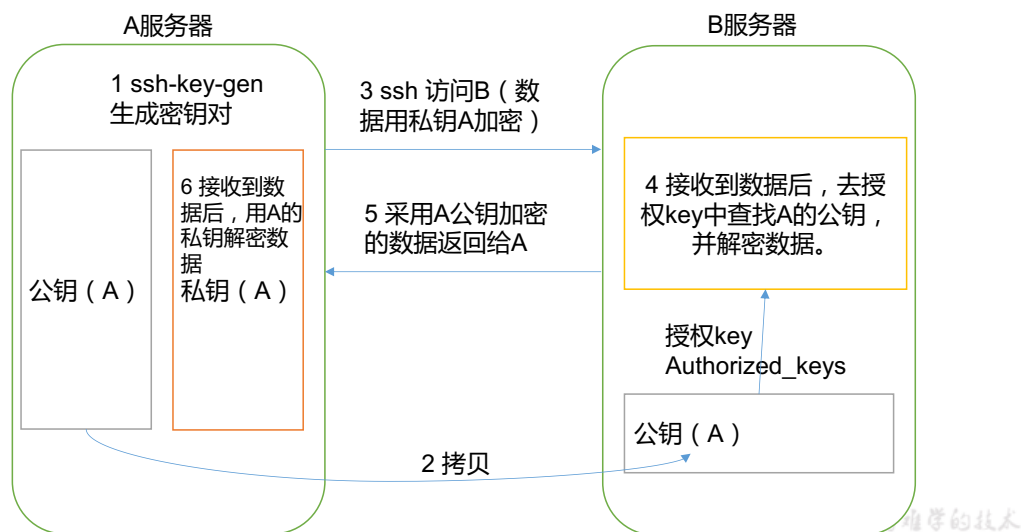 A服务器
B服务器
1 ssh-key-gen
生成密钥对
3 ssh 访问B（数
据用私钥A加密）
6 接收到数
据后，用A的
私钥解密数
据
私钥（A）
公钥（A）
5 采用A公钥加密
的数据返回给A
4 接收到数据后，去授
权key中查找A的公钥，
并解密数据。
授权key
Authorized_keys
公钥（A）
2 拷贝
难学的技术